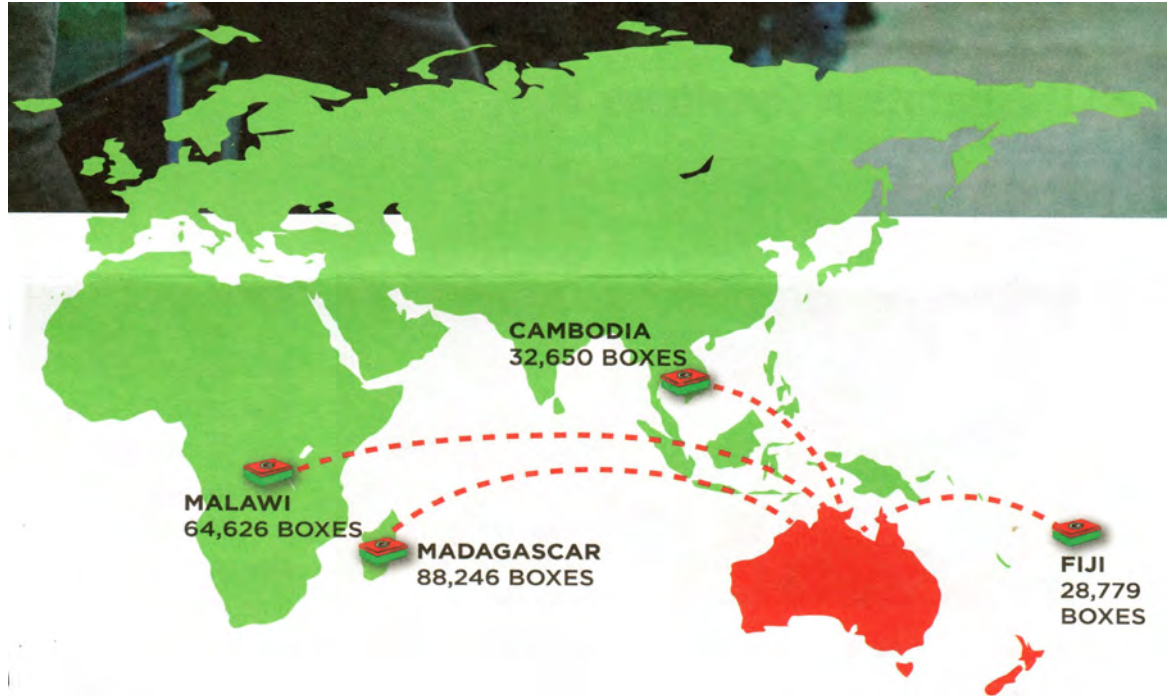 CAMBODIA
32,650 BOXES
MALAWI
64,626 BOXES
MADAGASCAR
88,246 BOXES
FIJI
28,779
BOXES